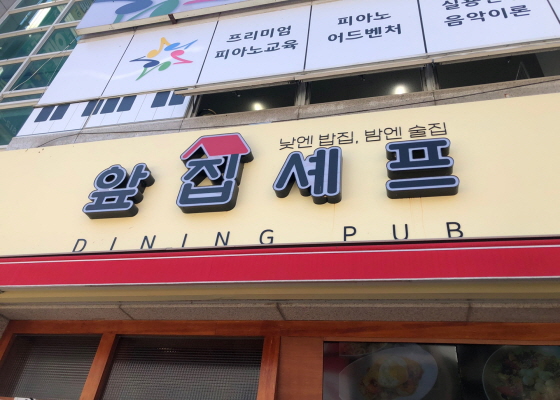 프리미엄
피아노교육
피아노
어드벤처
음악이론
낮엔 밥집, 밤엔 술집
앞집셰프
DINING PUB